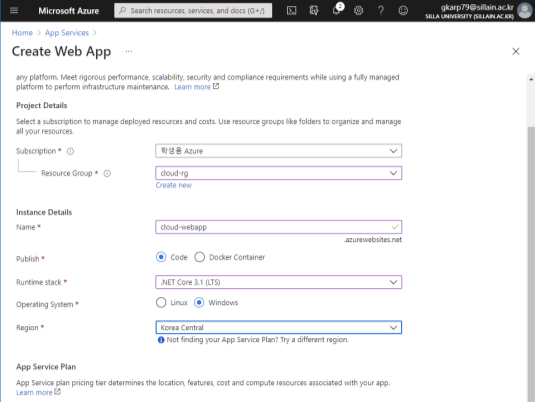 Microsoft Azure
Search resources, services, and docs (G+/)
2
gkarp79@sillain.ac.kr
SILLA UNIVERSITY (SILLAIN.AC.KR)
Home > App Services >
Create Web App ...
any platform. Meet rigorous performance, scalability, security and compliance requirements while using a fully managed
platform to perform infrastructure maintenance. Learn more
Project Details
Select a subscription to manage deployed resources and costs. Use resource groups like folders to organize and manage
all your resources.
Subscription *
학생용 Azure
Resource Group *
cloud-rg
Create new
Instance Details
Name *
cloud-webapp
.azurewebsites.net
Publish *
Code Docker Container
Runtime stack *
.NET Core 3.1 (LTS)
Operating System *
Linux Windows
Region *
Korea Central
Not finding your App Service Plan? Try a different region.
App Service Plan
App Service plan pricing tier determines the location, features, cost and compute resources associated with your app.
Learn more